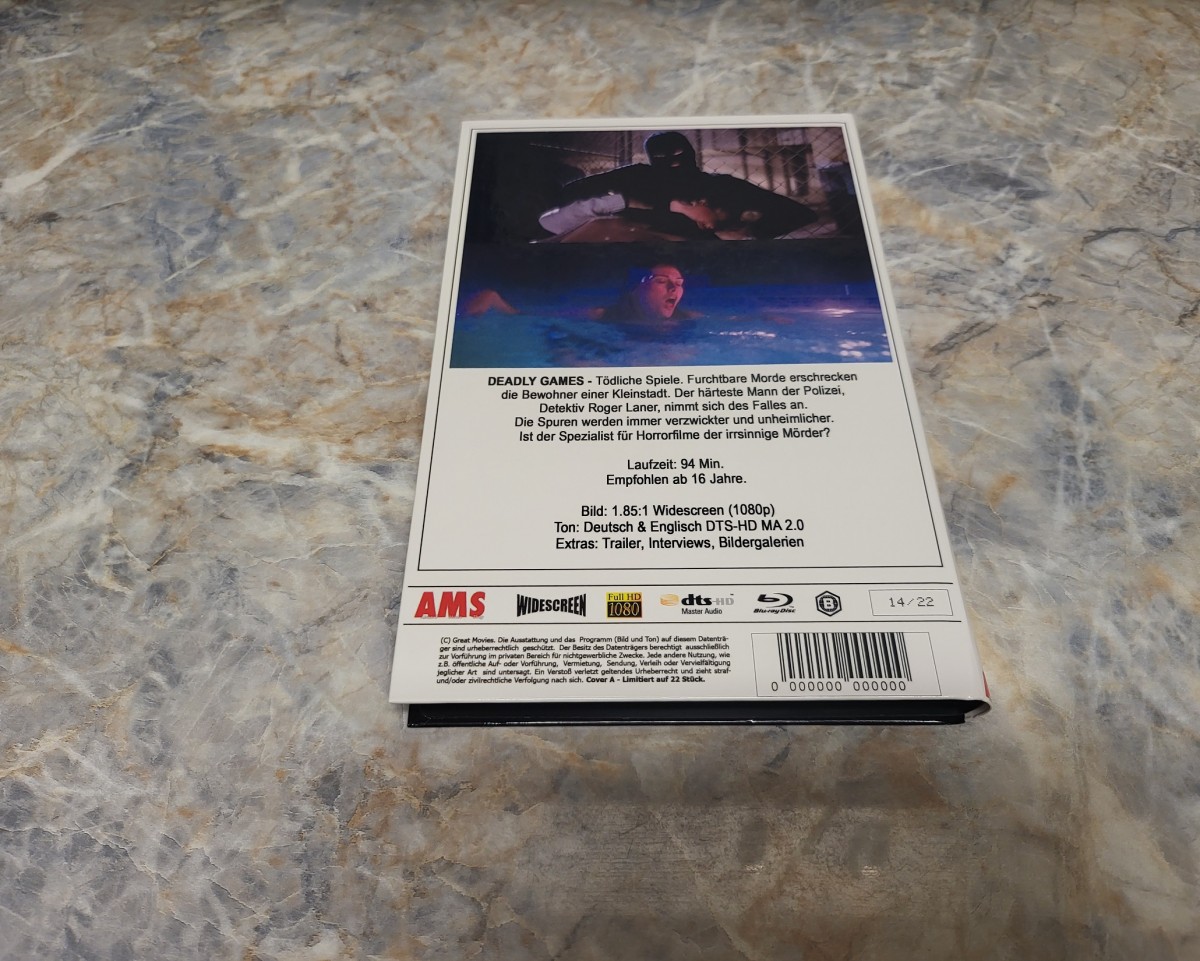 DEADLY GAMES - Tödliche Spiele. Furchtbare Morde erschrecken
die Bewohner einer Kleinstadt. Der härteste Mann der Polizei,
Detektiv Roger Laner, nimmt sich des Falles an.
Die Spuren werden immer verzwickter und unheimlicher.
Ist der Spezialist für Horrorfilme der irrsinnige Mörder?
Laufzeit: 94 Min.
Empfohlen ab 16 Jahre.
Bild: 1.85:1 Widescreen (1080p)
Ton: Deutsch & Englisch DTS-HD MA 2.0
Extras: Trailer, Interviews, Bildergalerien
AMS WIDESCREEN Full HD 1080 dts-HD Master Audio Blu-ray Disc B 14/22
(C) Great Movies. Die Ausstattung und das Programm (Bild und Ton) auf diesem Datenträ-
ger sind urheberrechtlich geschützt. Der Besitz des Datenträgers berechtigt ausschließlich
zur Vorführung im privaten Bereich für nichtgewerbliche Zwecke. Jede andere Nutzung, wie
z.B. öffentliche Auf- oder Vorführung, Vermietung, Sendung, Verleih oder Vervielfältigung
jeglicher Art sind untersagt. Ein Verstoß verletzt geltendes Urheberrecht und zieht straf-
und/oder zivilrechtliche Verfolgung nach sich. Cover A - Limitiert auf 22 Stück.
0 000000 000000